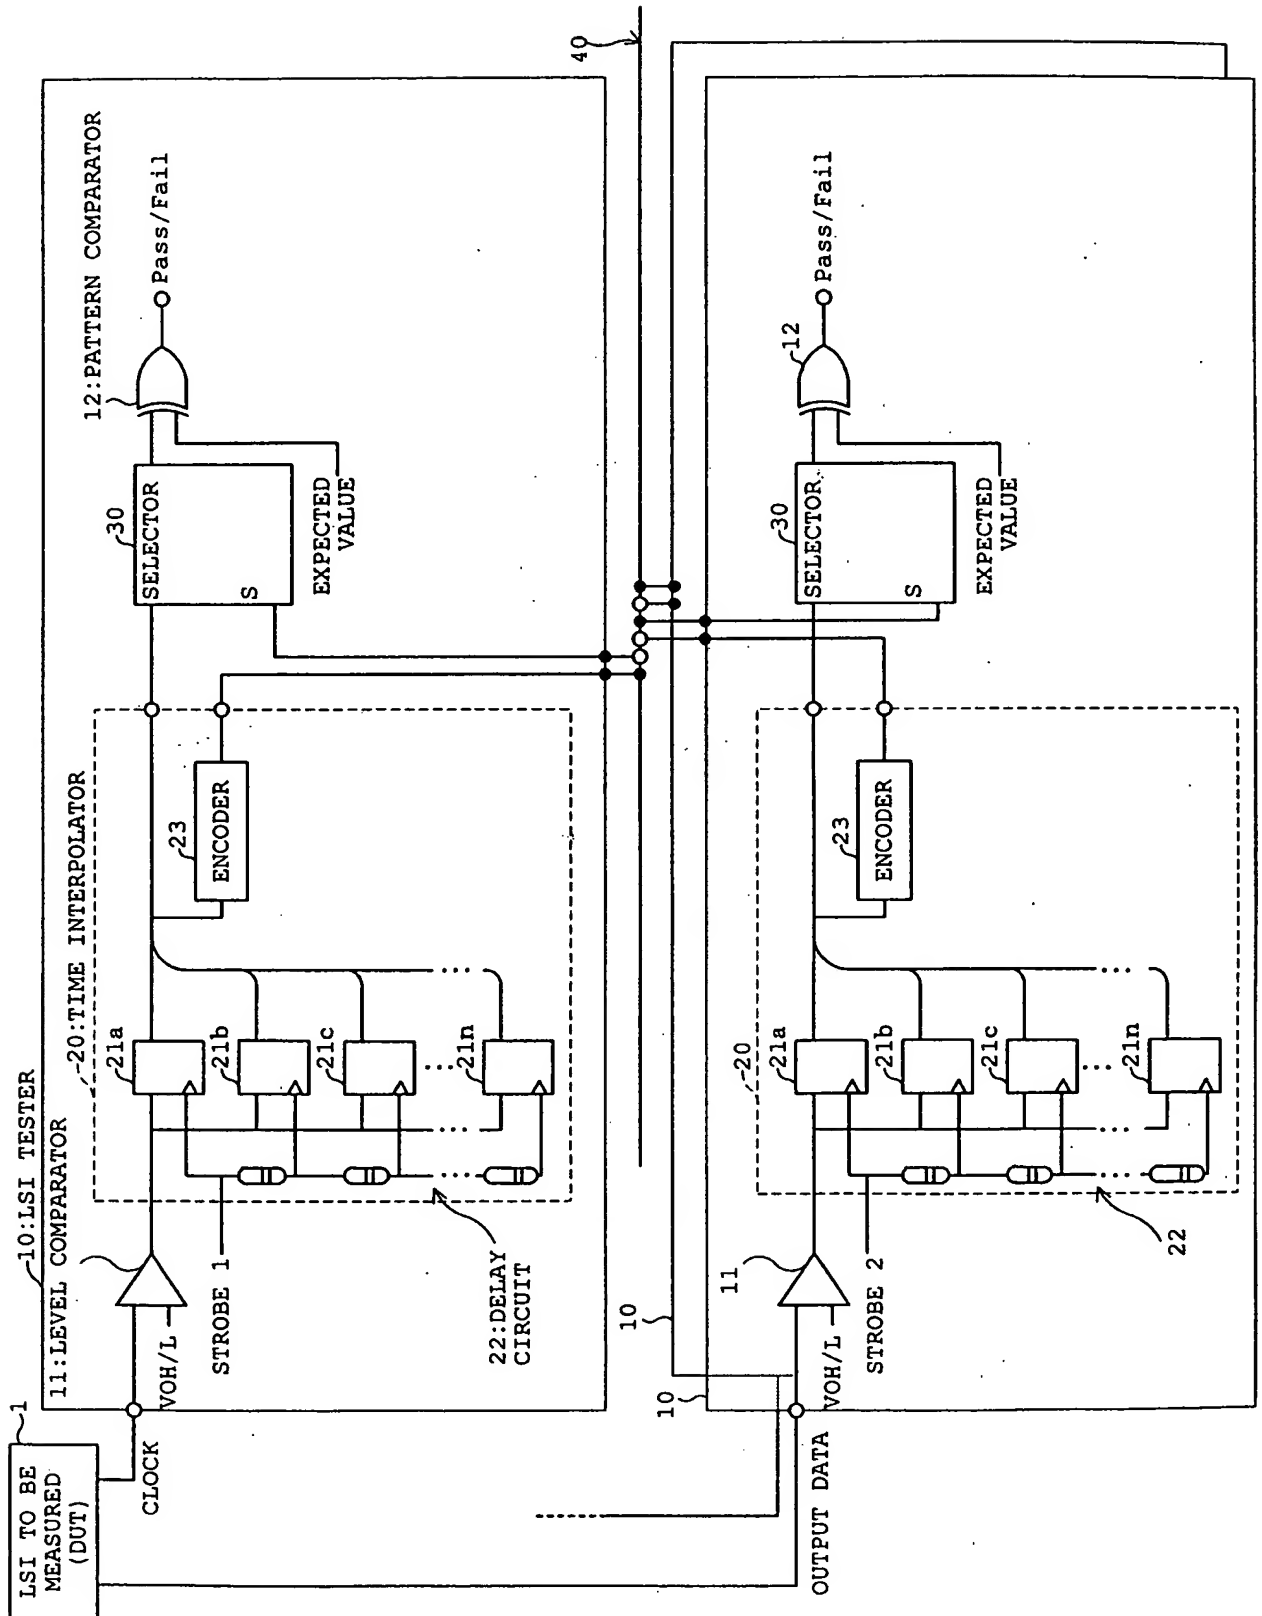 LSI TO BE
MEASURED
(DUT)
1
CLOCK
OUTPUT DATA
10:LSI TESTER
11:LEVEL COMPARATOR
VOH/L
STROBE 1
20:TIME INTERPOLATOR
21a
21b
21c
21n
22:DELAY
CIRCUIT
23
ENCODER
30
SELECTOR
S
EXPECTED
VALUE
12:PATTERN COMPARATOR
Pass/Fail
40
10
10
11
VOH/L
STROBE 2
20
21a
21b
21c
21n
22
23
ENCODER
30
SELECTOR
S
EXPECTED
VALUE
12
Pass/Fail